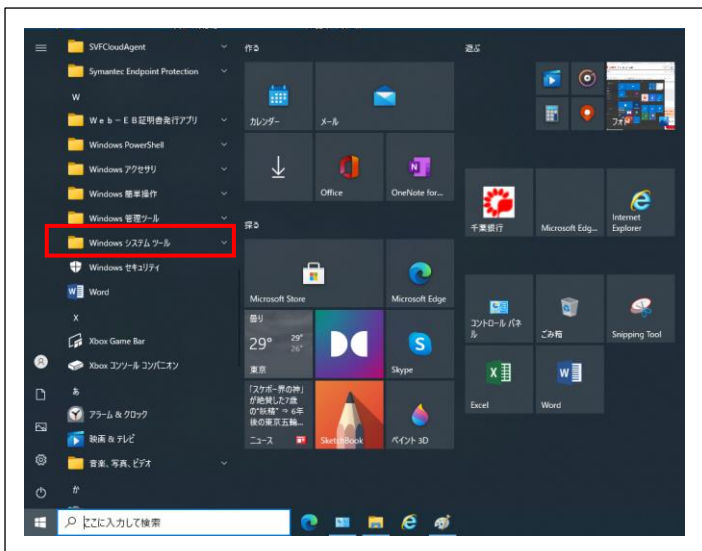 SVFCloudAgent
Symantec Endpoint Protection
W
Ｗｅｂ－ＥＢ証明書発行アプリ
Windows PowerShell
Windows アクセサリ
Windows 簡単操作
Windows 管理ツール
Windows システム ツール
Windows セキュリティ
Word
X
Xbox Game Bar
Xbox コンソール コンパニオン
あ
アラーム & クロック
映画 & テレビ
音楽、写真、ビデオ
か
ここに入力して検索
作る
カレンダー
メール
Office
OneNote for...
探る
Microsoft Store
Microsoft Edge
曇り
29°
29°
26°
東京
Skype
「スケボー界の神」
が絶賛した7歳
の“妖精” ⇒ 6年
後の東京五輪...
ニュース
SketchBook
ペイント 3D
遊ぶ
フォト
千葉銀行
Microsoft Edg...
Internet
Explorer
コントロール パネ
ル
ごみ箱
Snipping Tool
Excel
Word